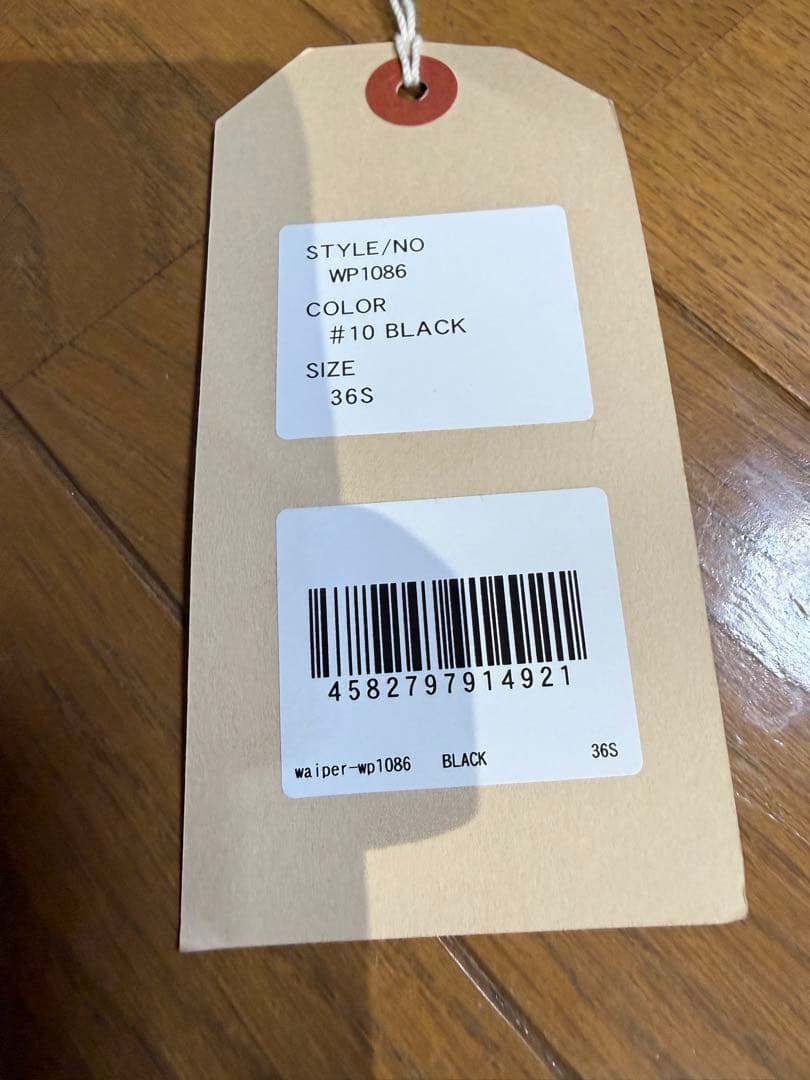 STYLE/NO
WP1086
COLOR
#10 BLACK
SIZE
36S
4582797914921
waiper-wp1086 BLACK 36S